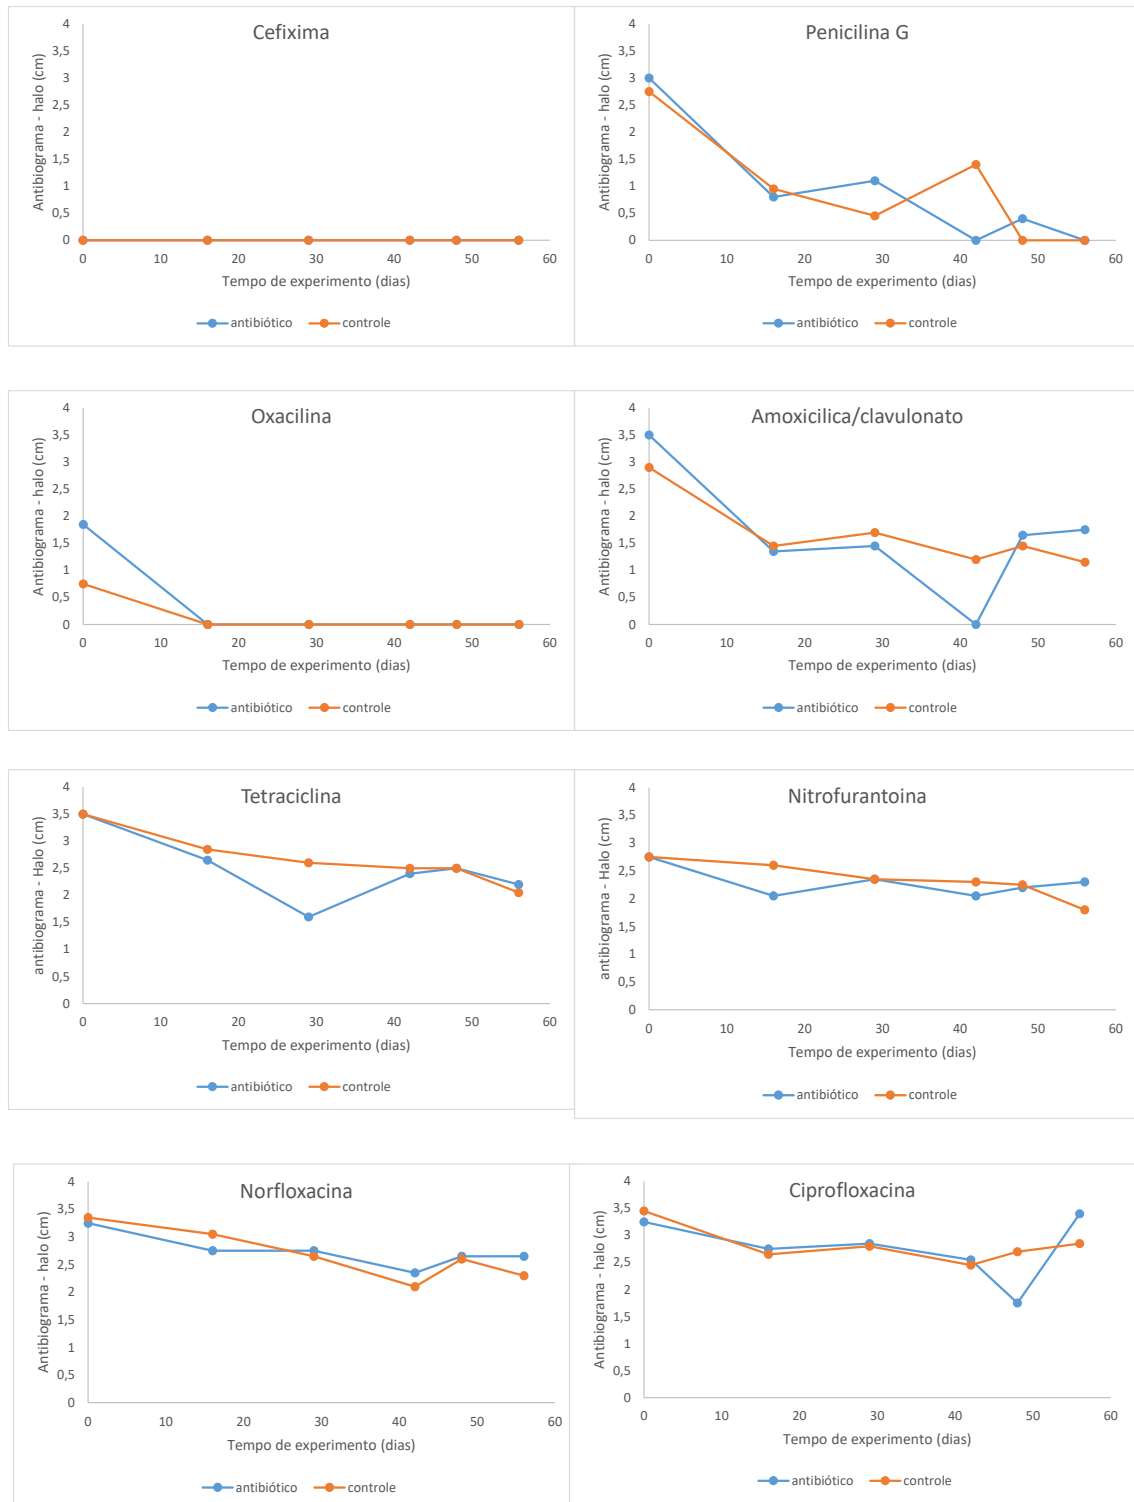 Cefixima
Antibiograma - halo (cm)
4
3,5
3
2,5
2
1,5
1
0,5
0
0 10 20 30 40 50 60
Tempo de experimento (dias)
antibiótico controle
Penicilina G
Antibiograma - halo (cm)
4
3,5
3
2,5
2
1,5
1
0,5
0
0 10 20 30 40 50 60
Tempo de experimento (dias)
antibiótico controle
Oxacilina
Antibiograma - halo (cm)
4
3,5
3
2,5
2
1,5
1
0,5
0
0 10 20 30 40 50 60
Tempo de experimento (dias)
antibiótico controle
Amoxicilica/clavulonato
Antibiograma - halo (cm)
4
3,5
3
2,5
2
1,5
1
0,5
0
0 10 20 30 40 50 60
Tempo de experimento (dias)
antibiótico controle
Tetraciclina
antibiograma - Halo (cm)
4
3,5
3
2,5
2
1,5
1
0,5
0
0 10 20 30 40 50 60
Tempo de experimento (dias)
antibiótico controle
Nitrofurantoina
antibiograma - Halo (cm)
4
3,5
3
2,5
2
1,5
1
0,5
0
0 10 20 30 40 50 60
Tempo de experimento (dias)
antibiótico controle
Norfloxacina
Antibiograma - halo (cm)
4
3,5
3
2,5
2
1,5
1
0,5
0
0 10 20 30 40 50 60
Tempo de experimento (dias)
antibiótico controle
Ciprofloxacina
Antibiograma - halo (cm)
4
3,5
3
2,5
2
1,5
1
0,5
0
0 10 20 30 40 50 60
Tempo de experimento (dias)
antibiótico controle